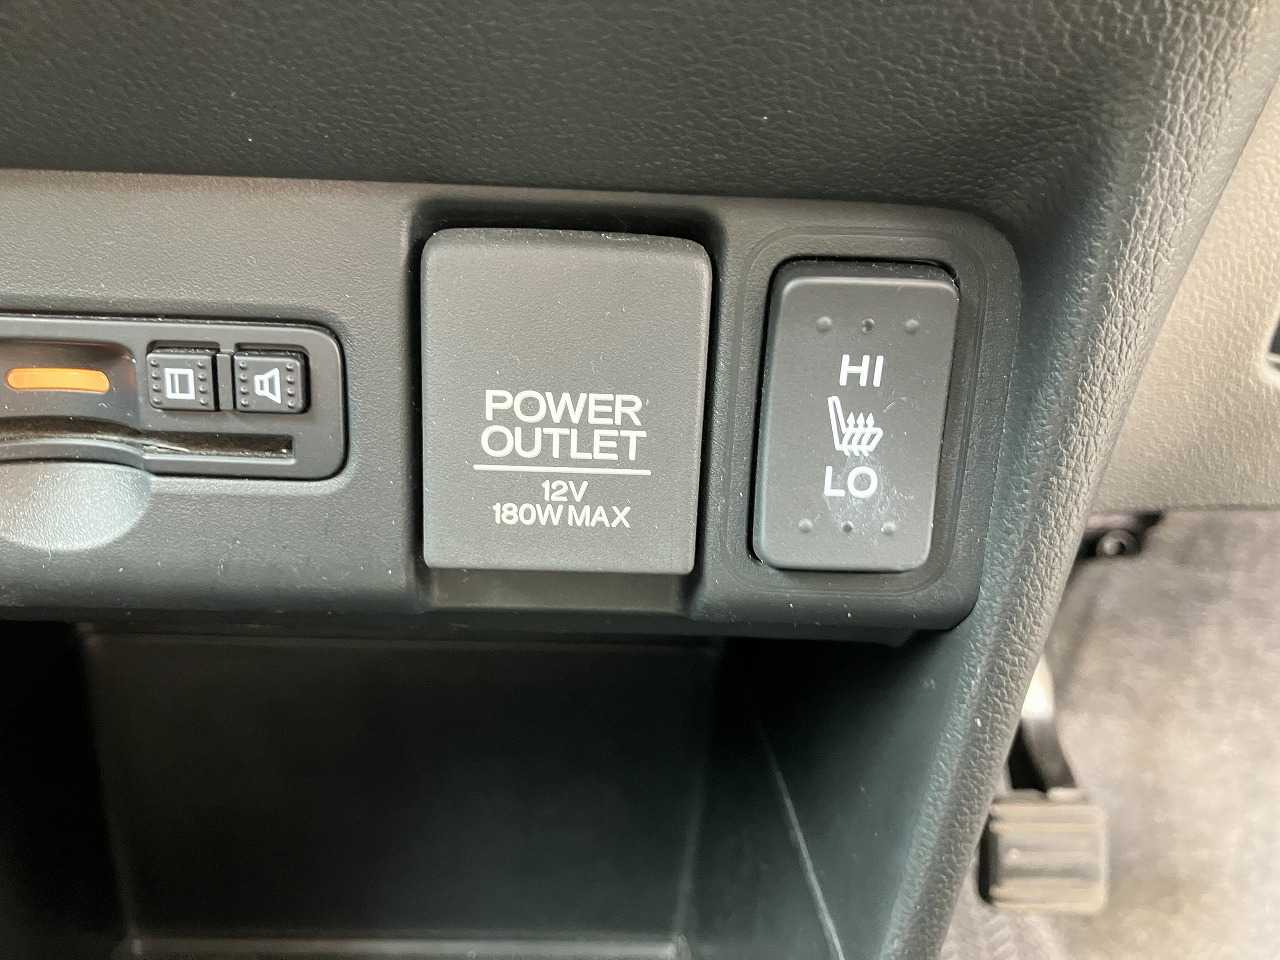 POWER
OUTLET
12V
180W MAX
HI
LO